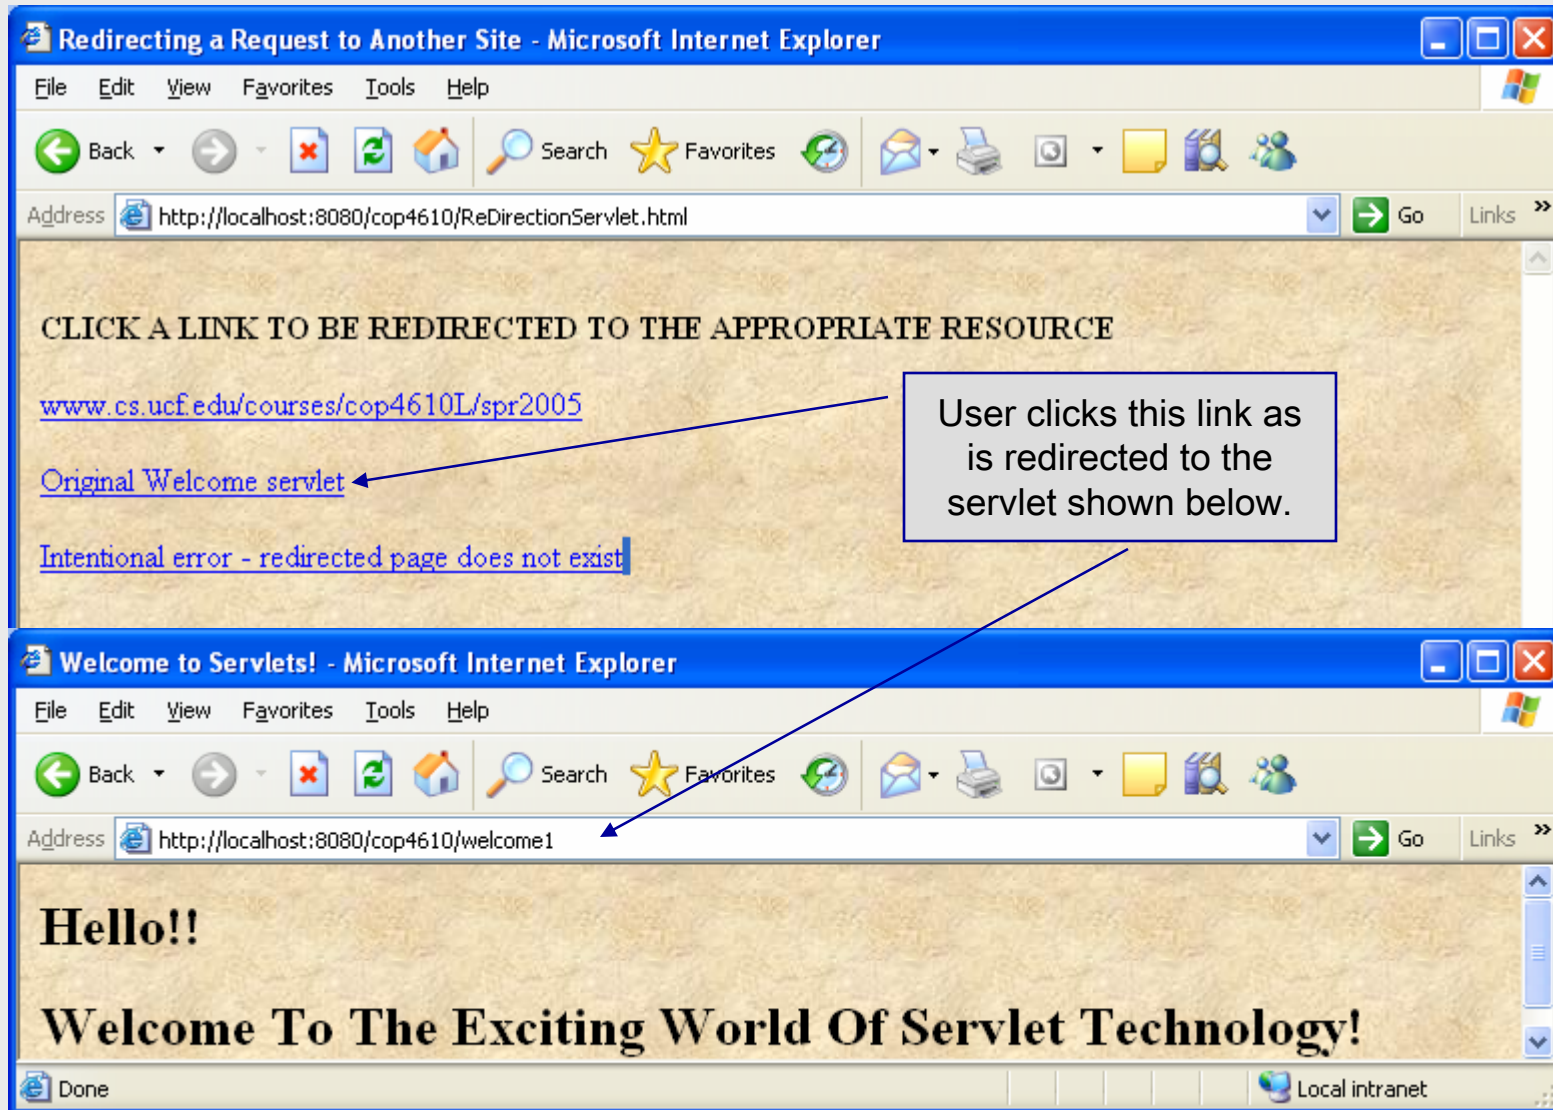 Redirecting a Request to Another Site - Microsoft Internet Explorer
File Edit View Favorites Tools Help
Back Search Favorites
Address http://localhost:8080/cop4610/ReDirectionServlet.html Go Links »
CLICK A LINK TO BE REDIRECTED TO THE APPROPRIATE RESOURCE
www.cs.ucf.edu/courses/cop4610L/spr2005
Original Welcome servlet
Intentional error - redirected page does not exist
User clicks this link as
is redirected to the
servlet shown below.
Welcome to Servlets! - Microsoft Internet Explorer
File Edit View Favorites Tools Help
Back Search Favorites
Address http://localhost:8080/cop4610/welcome1 Go Links »
Hello!!
Welcome To The Exciting World Of Servlet Technology!
Done Local intranet